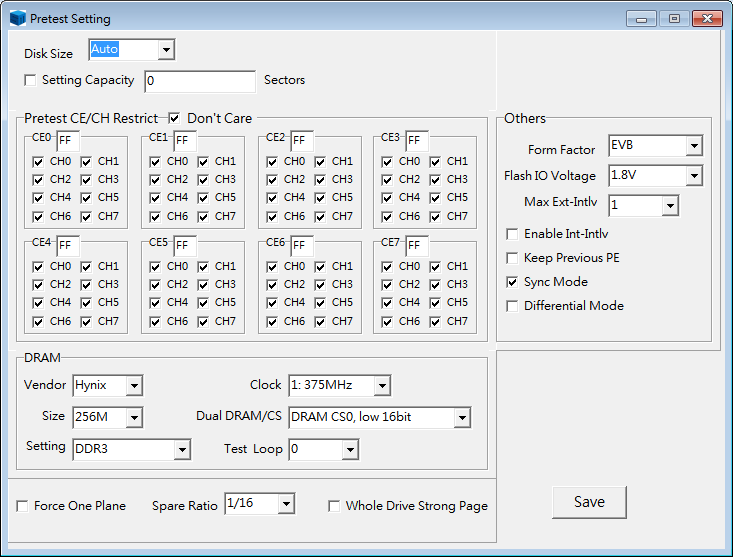 Pretest Setting
Disk Size Auto
Setting Capacity 0 Sectors
Pretest CE/CH Restrict Don't Care
CE0 FF CE1 FF CE2 FF CE3 FF
CH0 CH1 CH0 CH1 CH0 CH1 CH0 CH1
CH2 CH3 CH2 CH3 CH2 CH3 CH2 CH3
CH4 CH5 CH4 CH5 CH4 CH5 CH4 CH5
CH6 CH7 CH6 CH7 CH6 CH7 CH6 CH7
CE4 FF CE5 FF CE6 FF CE7 FF
CH0 CH1 CH0 CH1 CH0 CH1 CH0 CH1
CH2 CH3 CH2 CH3 CH2 CH3 CH2 CH3
CH4 CH5 CH4 CH5 CH4 CH5 CH4 CH5
CH6 CH7 CH6 CH7 CH6 CH7 CH6 CH7
Others
Form Factor EVB
Flash IO Voltage 1.8V
Max Ext-Intlv 1
Enable Int-Intlv
Keep Previous PE
Sync Mode
Differential Mode
DRAM
Vendor Hynix Clock 1: 375MHz
Size 256M Dual DRAM/CS DRAM CS0, low 16bit
Setting DDR3 Test Loop 0
Force One Plane Spare Ratio 1/16 Whole Drive Strong Page
Save